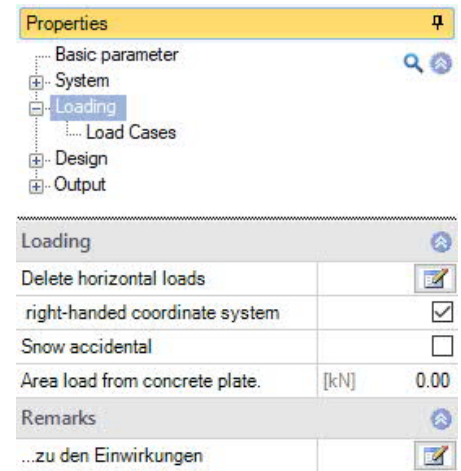 Properties
Basic parameter
System
Loading
Load Cases
Design
Output
Loading
Delete horizontal loads
right-handed coordinate system
Snow accidental
Area load from concrete plate. [kN] 0.00
Remarks
...zu den Einwirkungen